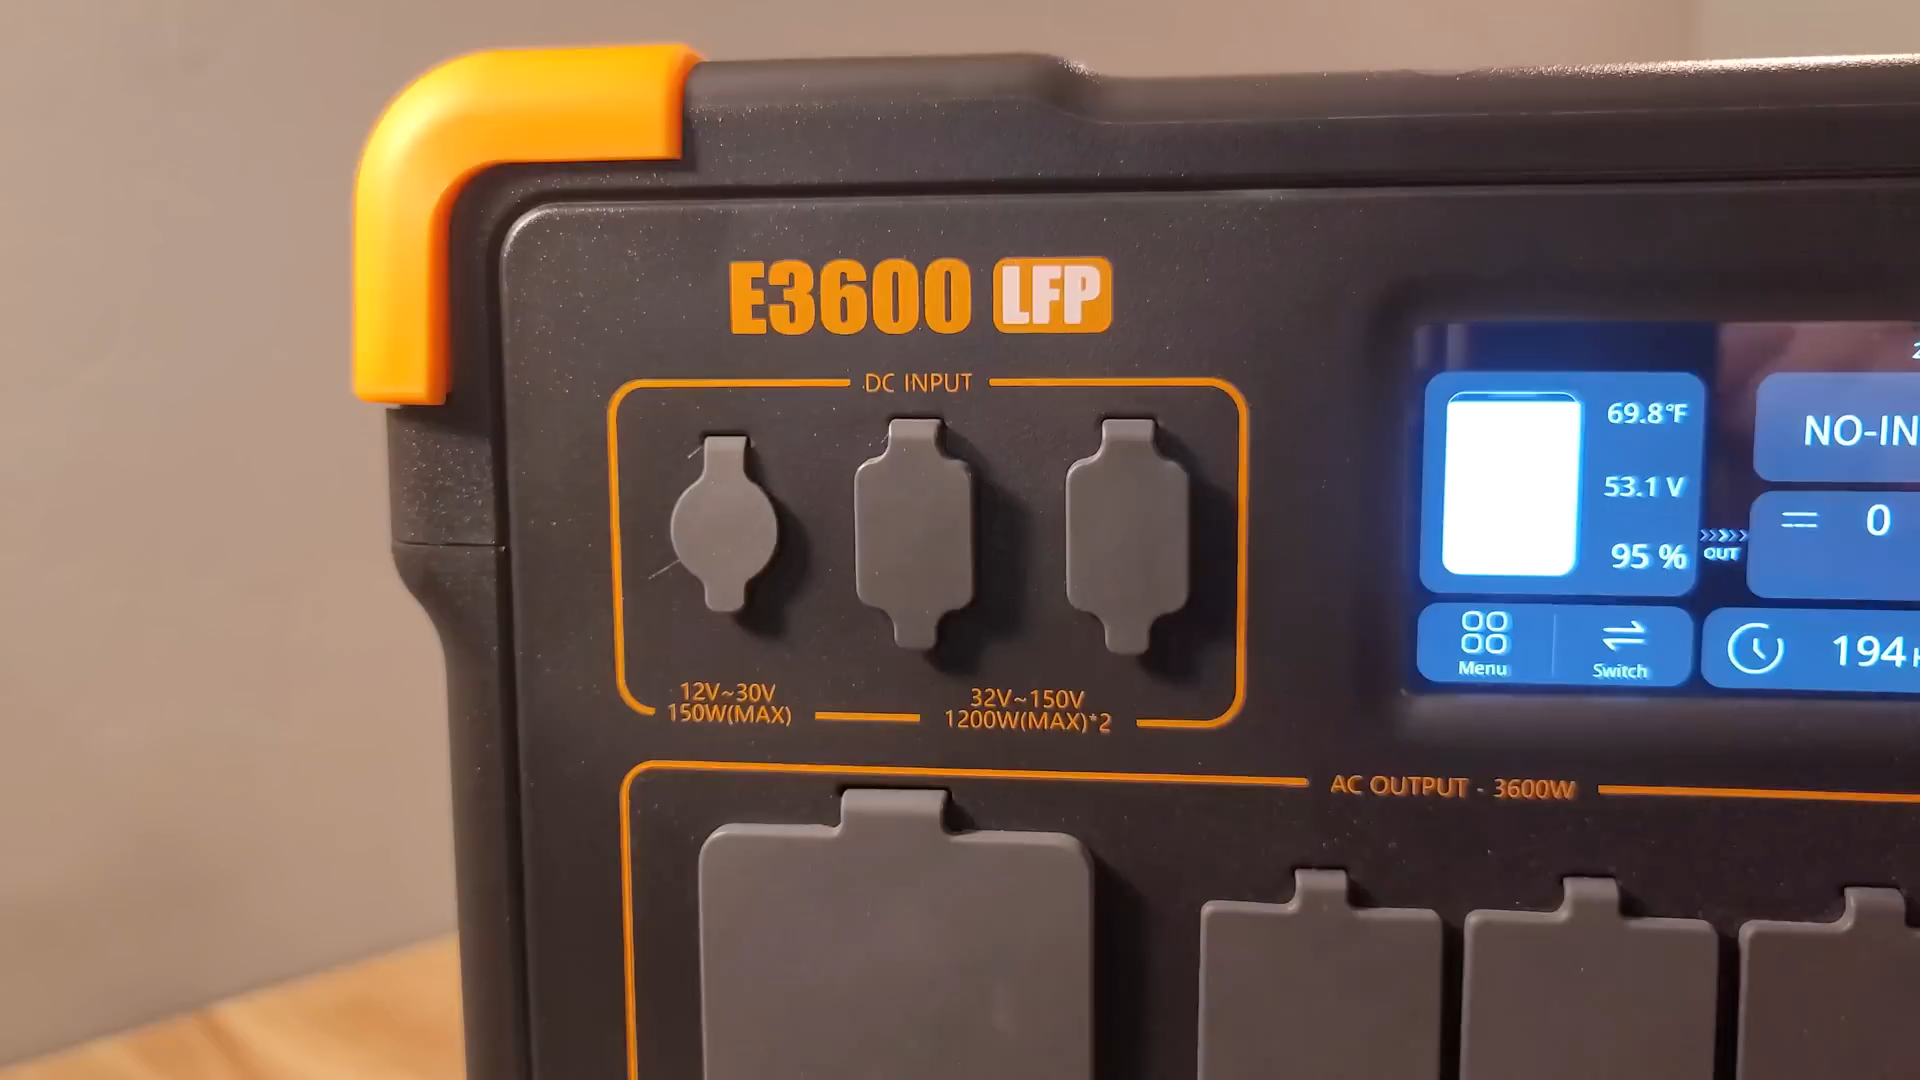 E3600 LFP
DC INPUT
12V~30V
150W(MAX)
32V~150V
1200W(MAX)*2
69.8°F
53.1 V
95 %
OUT
NO-IN
0
Menu
Switch
194
AC OUTPUT - 3600W